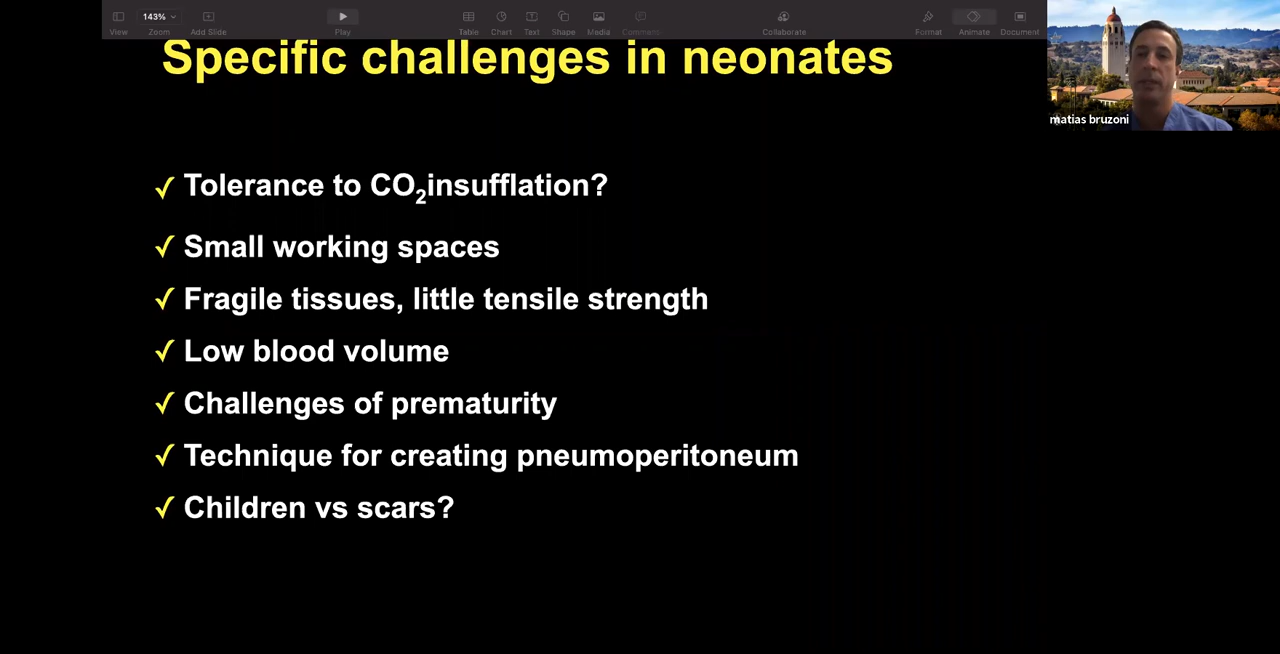 143%
View
Zoom
Add Slide
Play
Table
Chart
Text
Shape
Media
Comment
Collaborate
Format
Animate
Document
Specific challenges in neonates
matias bruzoni
✓ Tolerance to CO₂insufflation?
✓ Small working spaces
✓ Fragile tissues, little tensile strength
✓ Low blood volume
✓ Challenges of prematurity
✓ Technique for creating pneumoperitoneum
✓ Children vs scars?